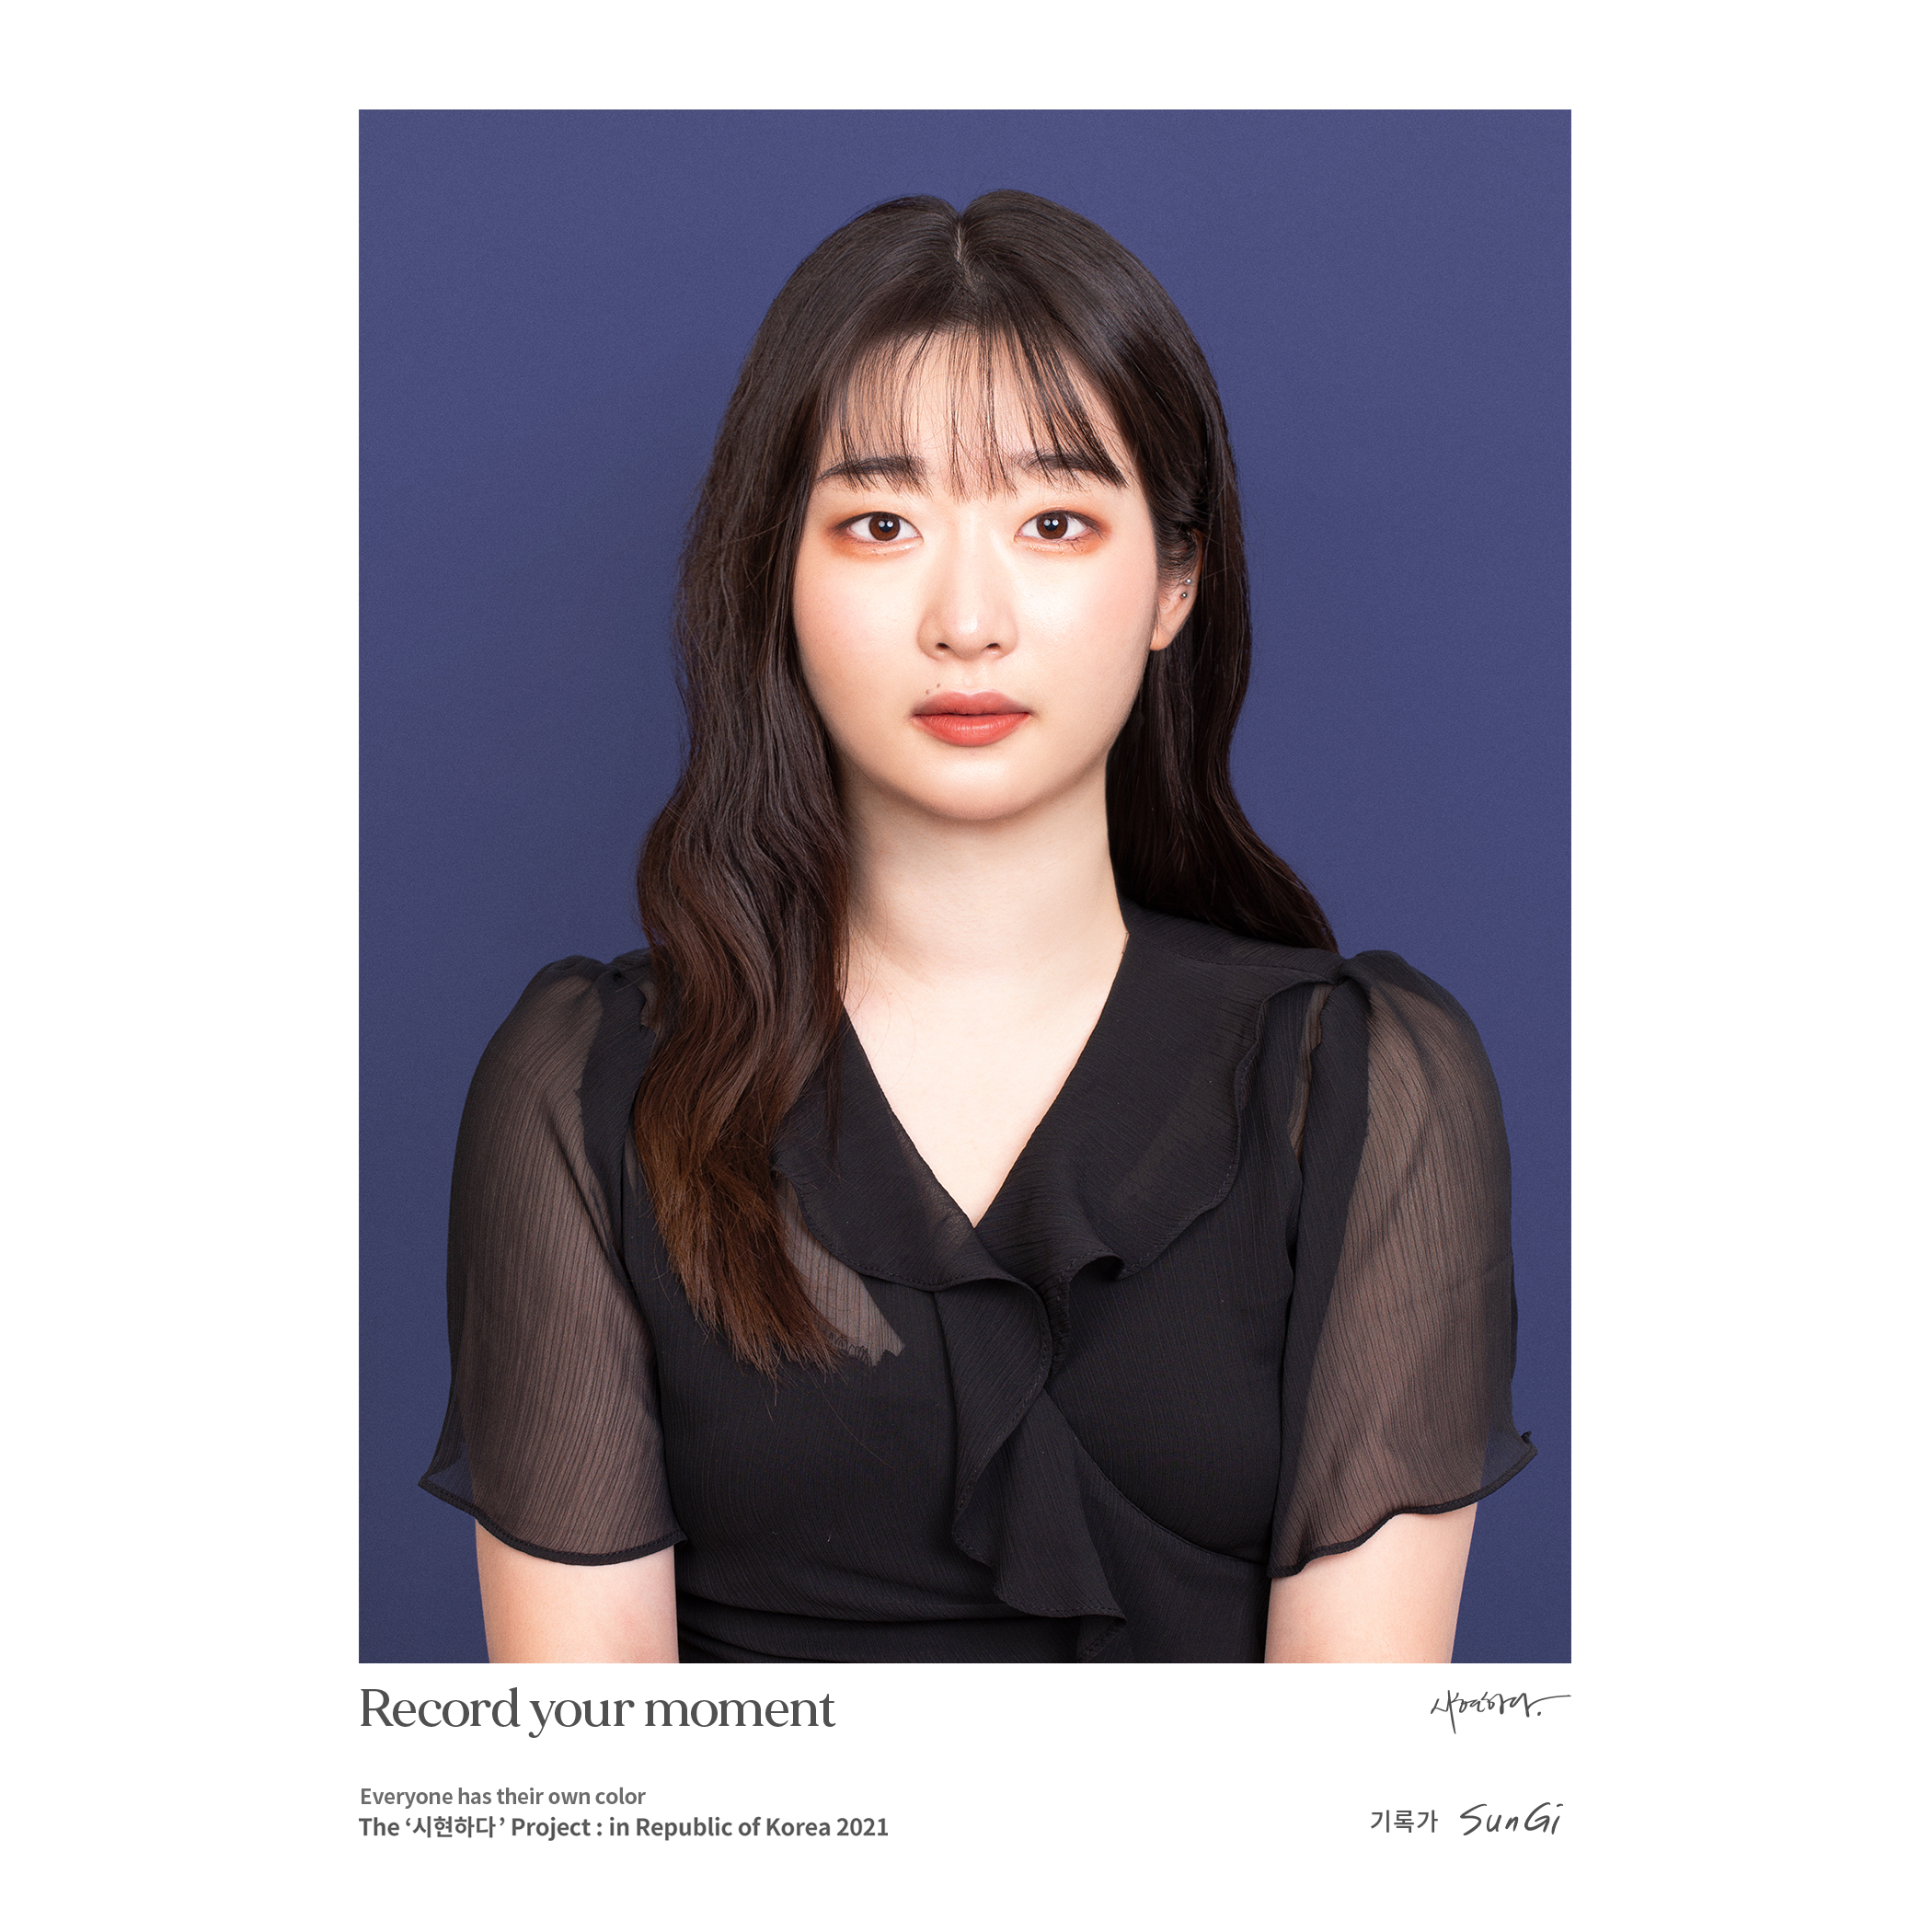 Record your moment
시현하다.
Everyone has their own color
The ‘시현하다’ Project : in Republic of Korea 2021
기록가 SunGi